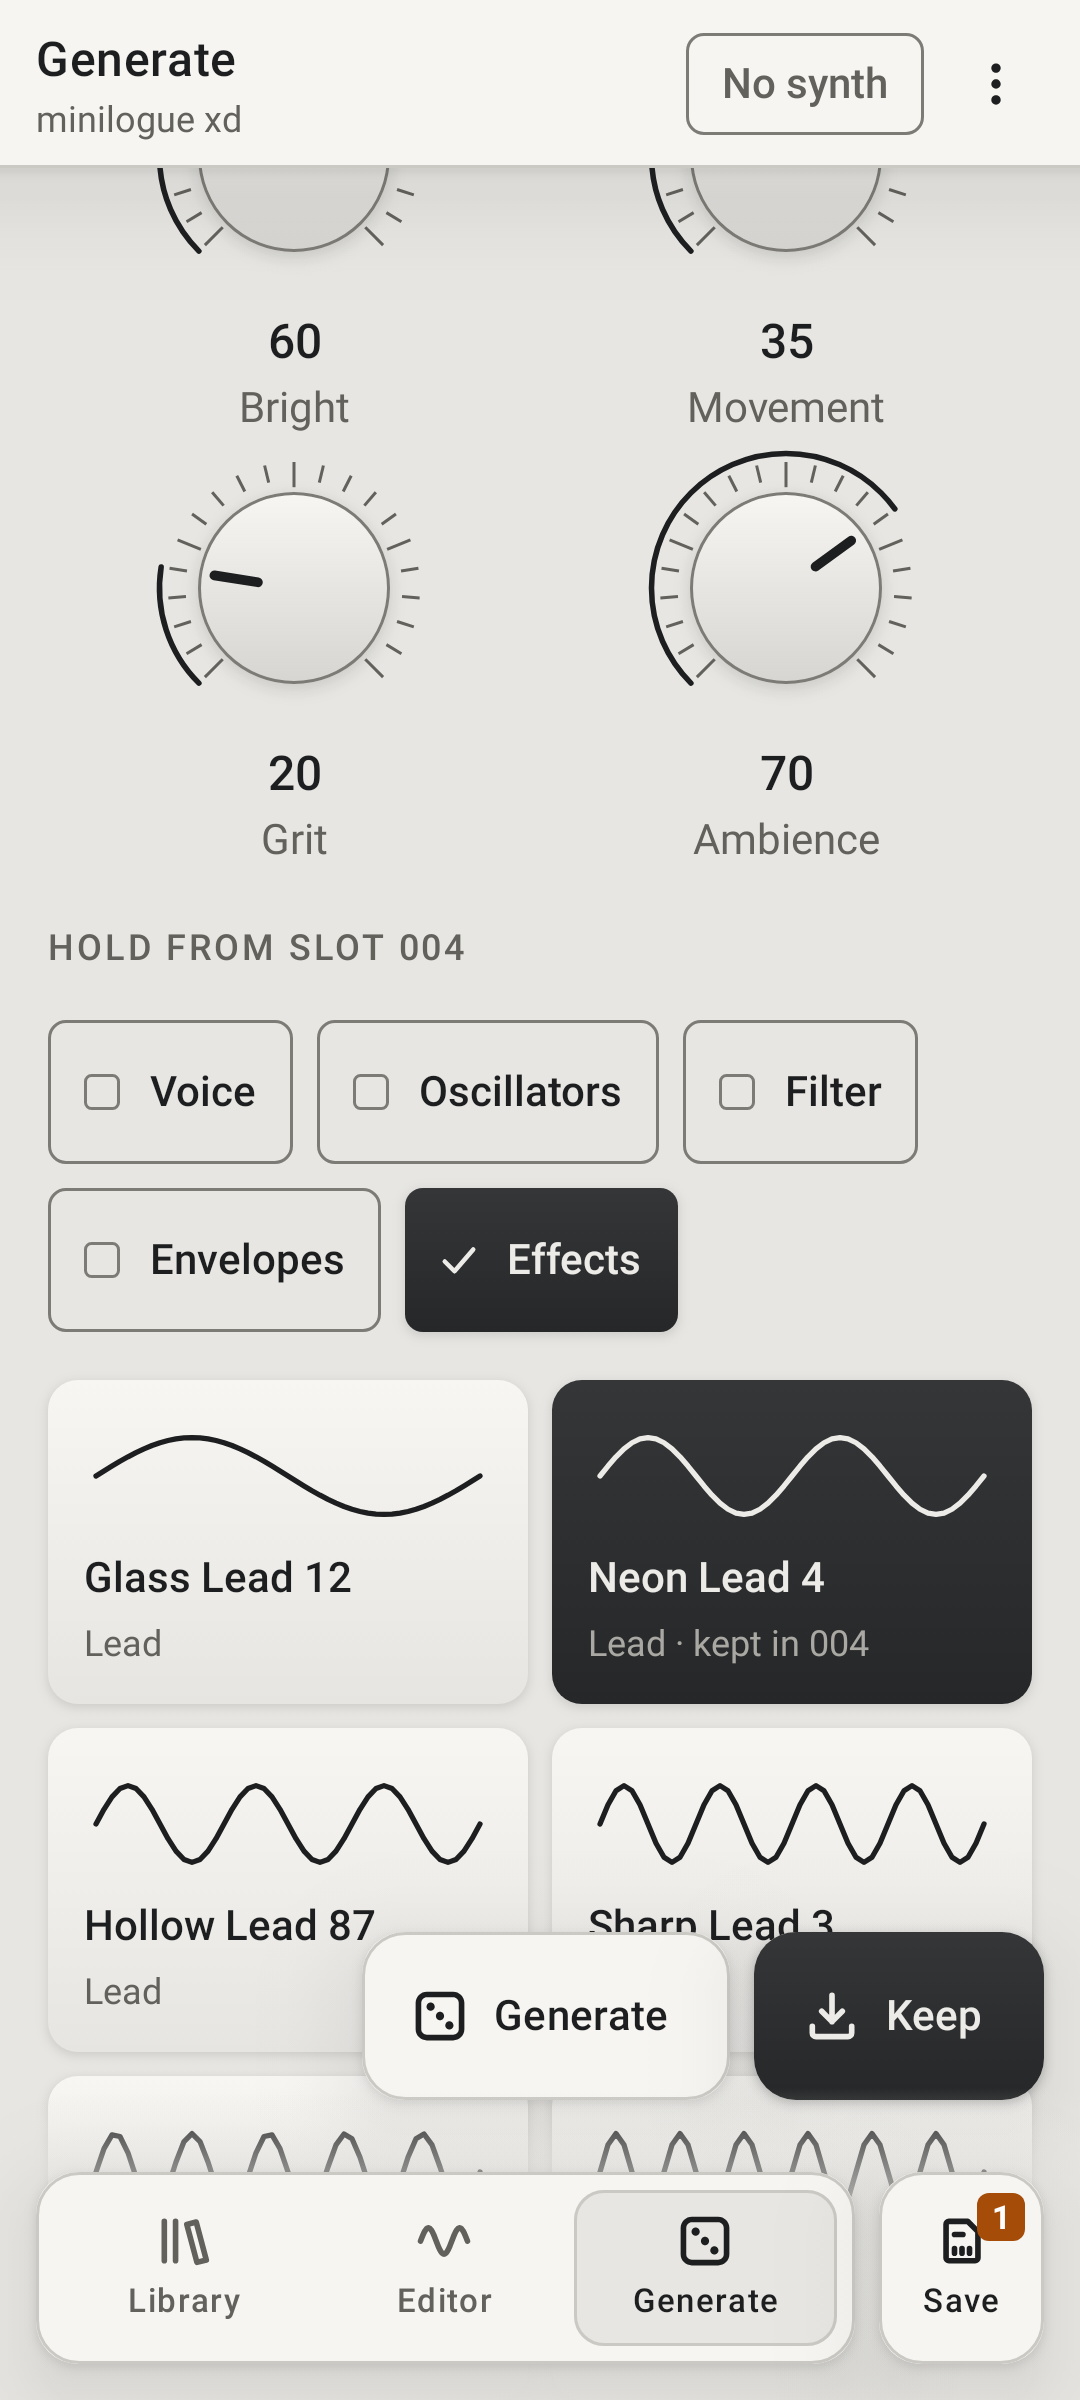 Generate
minilogue xd
No synth
60
Bright
35
Movement
20
Grit
70
Ambience
HOLD FROM SLOT 004
Voice
Oscillators
Filter
Envelopes
Effects
Glass Lead 12
Lead
Neon Lead 4
Lead · kept in 004
Hollow Lead 87
Lead
Sharp Lead 3
Generate
Keep
Library
Editor
Generate
1
Save